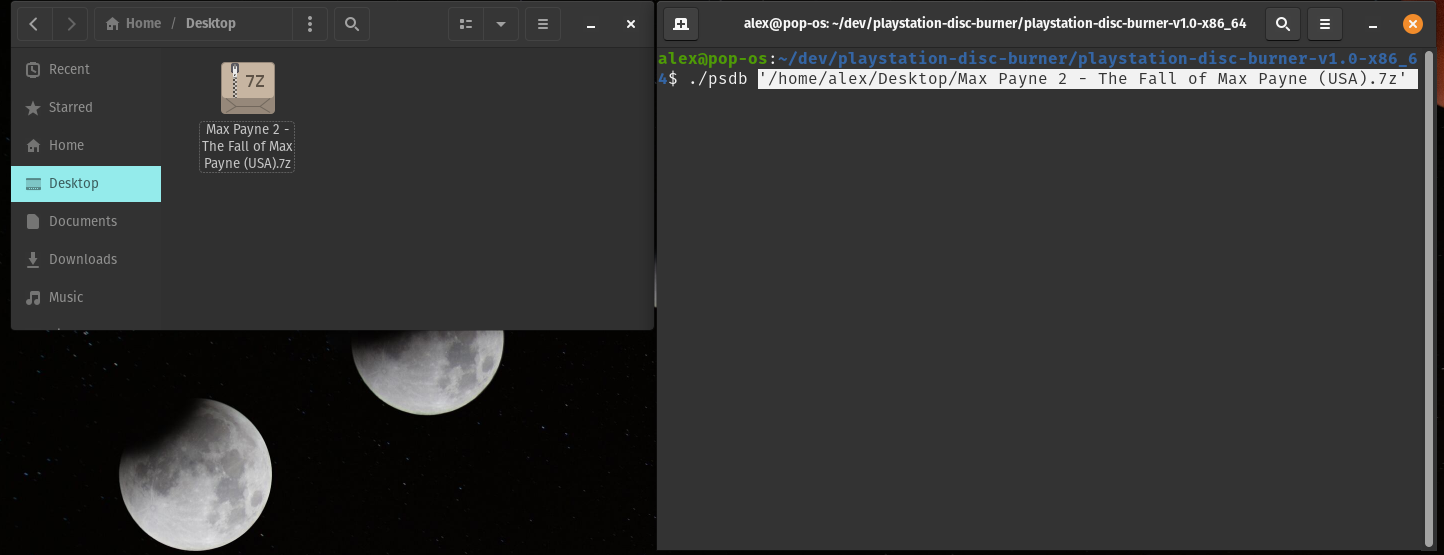 Home / Desktop
Recent
Starred
Home
Desktop
Documents
Downloads
Music
7Z
Max Payne 2 -
The Fall of Max
Payne (USA).7z
alex@pop-os: ~/dev/playstation-disc-burner/playstation-disc-burner-v1.0-x86_64
alex@pop-os:~/dev/playstation-disc-burner/playstation-disc-burner-v1.0-x86_6
4$ ./psdb '/home/alex/Desktop/Max Payne 2 - The Fall of Max Payne (USA).7z'